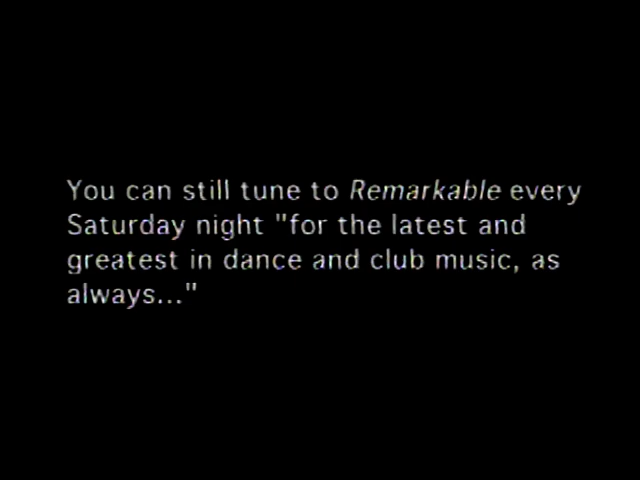 You can still tune to Remarkable every
Saturday night "for the latest and
greatest in dance and club music, as
always..."